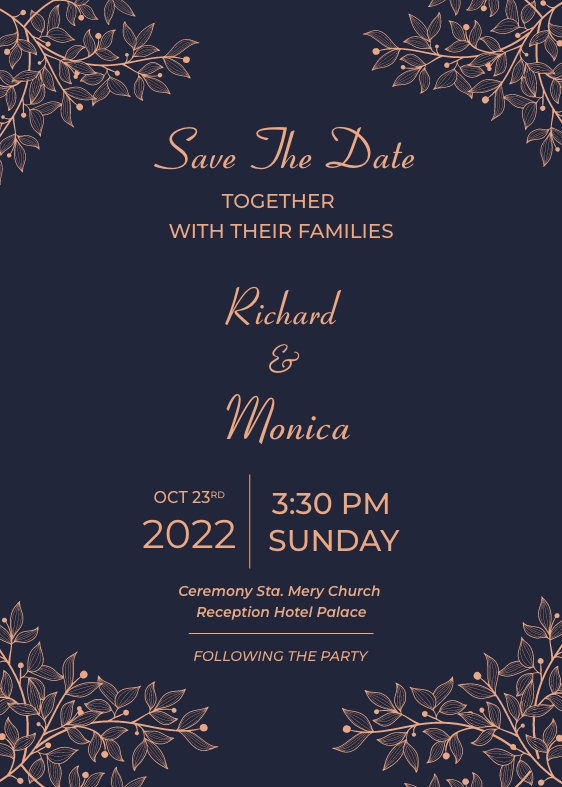 Save The Date
TOGETHER
WITH THEIR FAMILIES
Richard
&
Monica
OCT 23RD
2022
3:30 PM
SUNDAY
Ceremony Sta. Mery Church
Reception Hotel Palace
FOLLOWING THE PARTY